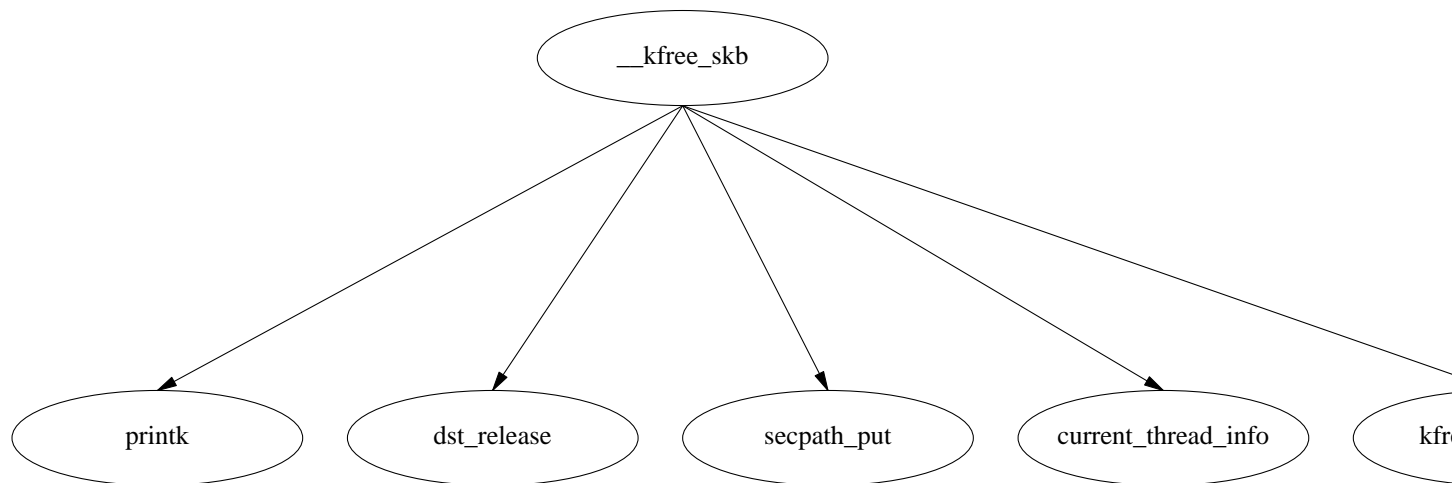 __kfree_skb
printk
dst_release
secpath_put
current_thread_info